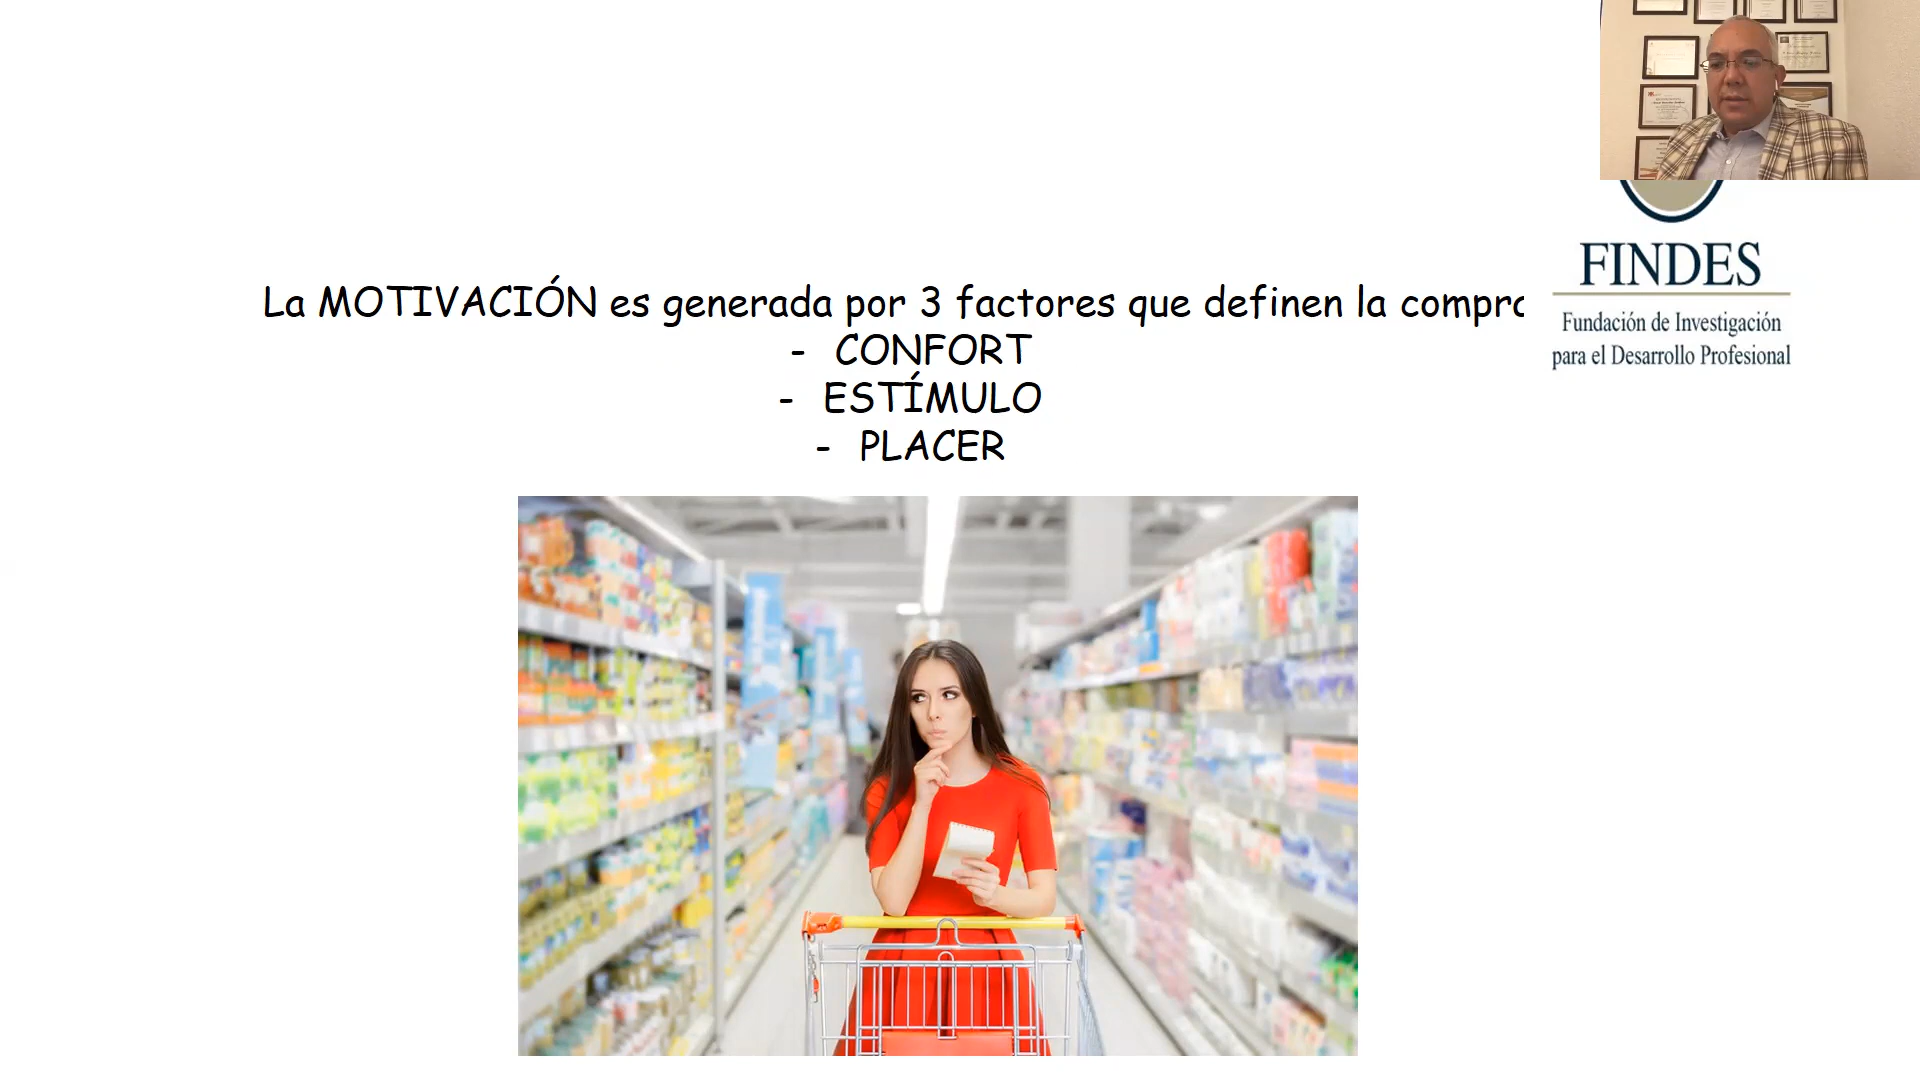 La MOTIVACIÓN es generada por 3 factores que definen la compra
- CONFORT
- ESTÍMULO
- PLACER
FINDES
Fundación de Investigación
para el Desarrollo Profesional